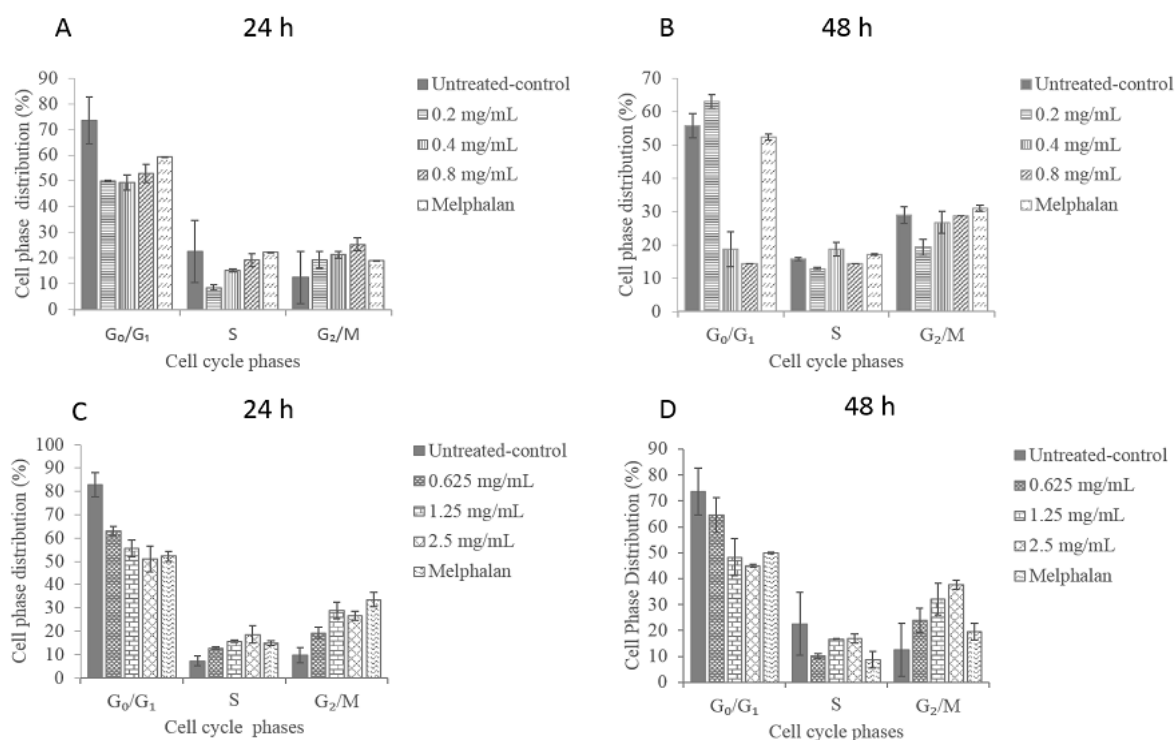 A
24 h
Cell phase distribution (%)
90
80
70
60
50
40
30
20
10
0
G₀/G₁
S
G₂/M
Cell cycle phases
Untreated-control
0.2 mg/mL
0.4 mg/mL
0.8 mg/mL
Melphalan
B
48 h
Cell phase distribution (%)
70
60
50
40
30
20
10
0
G₀/G₁
S
G₂/M
Cell cycle phases
Untreated-control
0.2 mg/mL
0.4 mg/mL
0.8 mg/mL
Melphalan
C
24 h
Cell phase distribution (%)
100
90
80
70
60
50
40
30
20
10
0
G₀/G₁
S
G₂/M
Cell cycle phases
Untreated-control
0.625 mg/mL
1.25 mg/mL
2.5 mg/mL
Melphalan
D
48 h
Cell Phase Distribution (%)
90
80
70
60
50
40
30
20
10
0
G₀/G₁
S
G₂/M
Cell cycle phases
Untreated-control
0.625 mg/mL
1.25 mg/mL
2.5 mg/mL
Melphalan